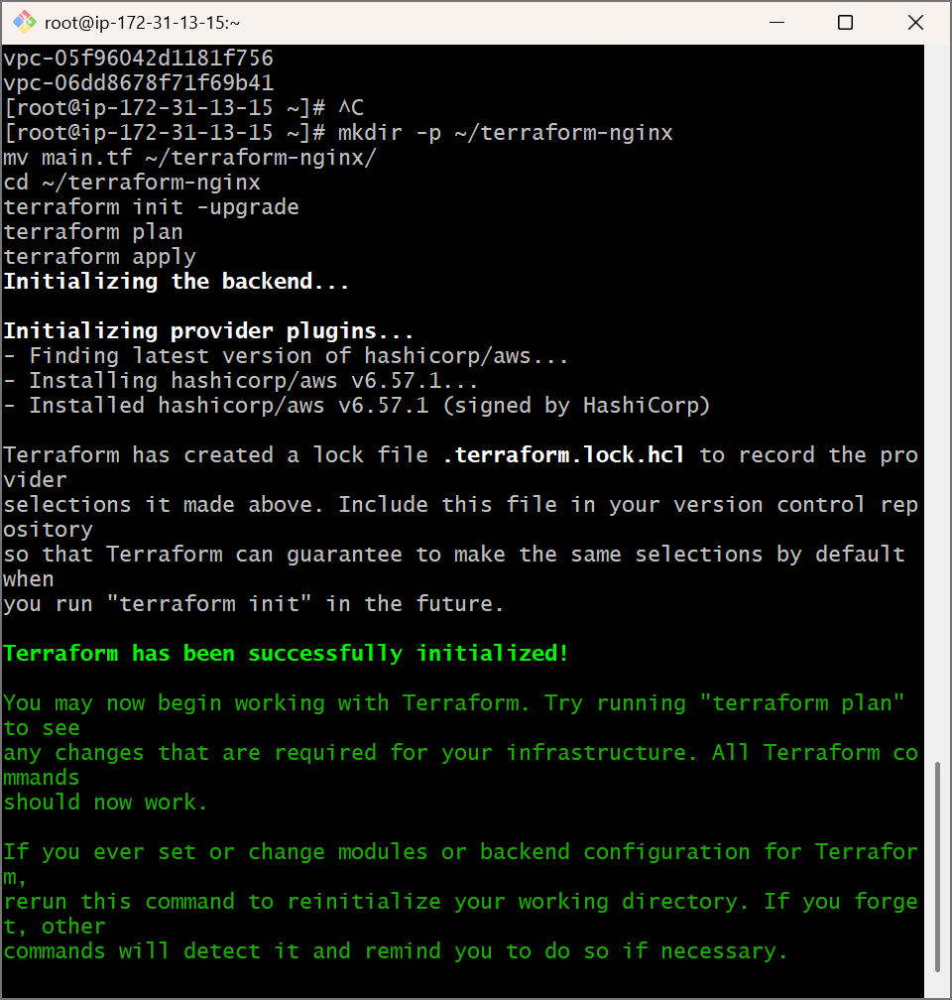 root@ip-172-31-13-15:~
vpc-05f96042d1181f756
vpc-06dd8678f71f69b41
[root@ip-172-31-13-15 ~]# ^C
[root@ip-172-31-13-15 ~]# mkdir -p ~/terraform-nginx
mv main.tf ~/terraform-nginx/
cd ~/terraform-nginx
terraform init -upgrade
terraform plan
terraform apply
Initializing the backend...
Initializing provider plugins...
- Finding latest version of hashicorp/aws...
- Installing hashicorp/aws v6.57.1...
- Installed hashicorp/aws v6.57.1 (signed by HashiCorp)
Terraform has created a lock file .terraform.lock.hcl to record the pro
vider
selections it made above. Include this file in your version control rep
ository
so that Terraform can guarantee to make the same selections by default
when
you run "terraform init" in the future.
Terraform has been successfully initialized!
You may now begin working with Terraform. Try running "terraform plan"
to see
any changes that are required for your infrastructure. All Terraform co
mmands
should now work.
If you ever set or change modules or backend configuration for Terrafor
m,
rerun this command to reinitialize your working directory. If you forge
t, other
commands will detect it and remind you to do so if necessary.